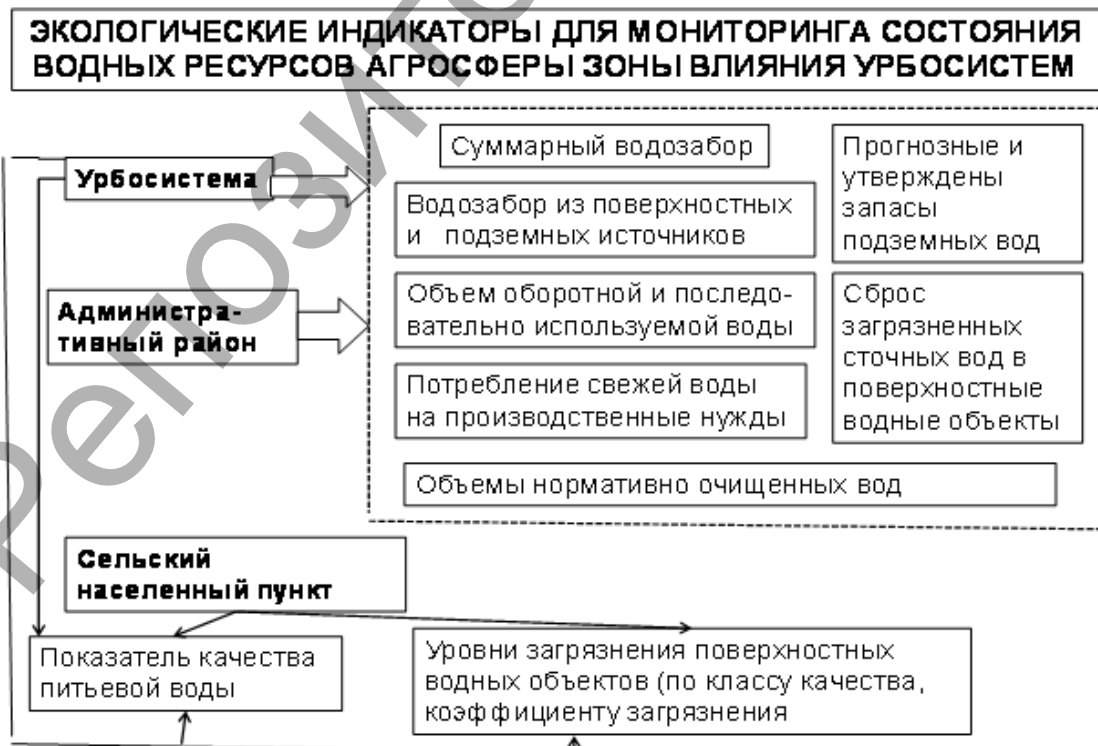 ЭКОЛОГИЧЕСКИЕ ИНДИКАТОРЫ ДЛЯ МОНИТОРИНГА СОСТОЯНИЯ
ВОДНЫХ РЕСУРСОВ АГРОСФЕРЫ ЗОНЫ ВЛИЯНИЯ УРБОСИСТЕМ
Урбосистема
Суммарный водозабор
Водозабор из поверхностных
и подземных источников
Прогнозные и
утверждены
запасы
подземных вод
Администра-
тивный район
Объем оборотной и последо-
вательно используемой воды
Потребление свежей воды
на производственные нужды
Сброс
загрязненных
сточных вод в
поверхностные
водные объекты
Объемы нормативно очищенных вод
Сельский
населенный пункт
Показатель качества
питьевой воды
Уровни загрязнения поверхностных
водных объектов (по классу качества,
коэффициенту загрязнения